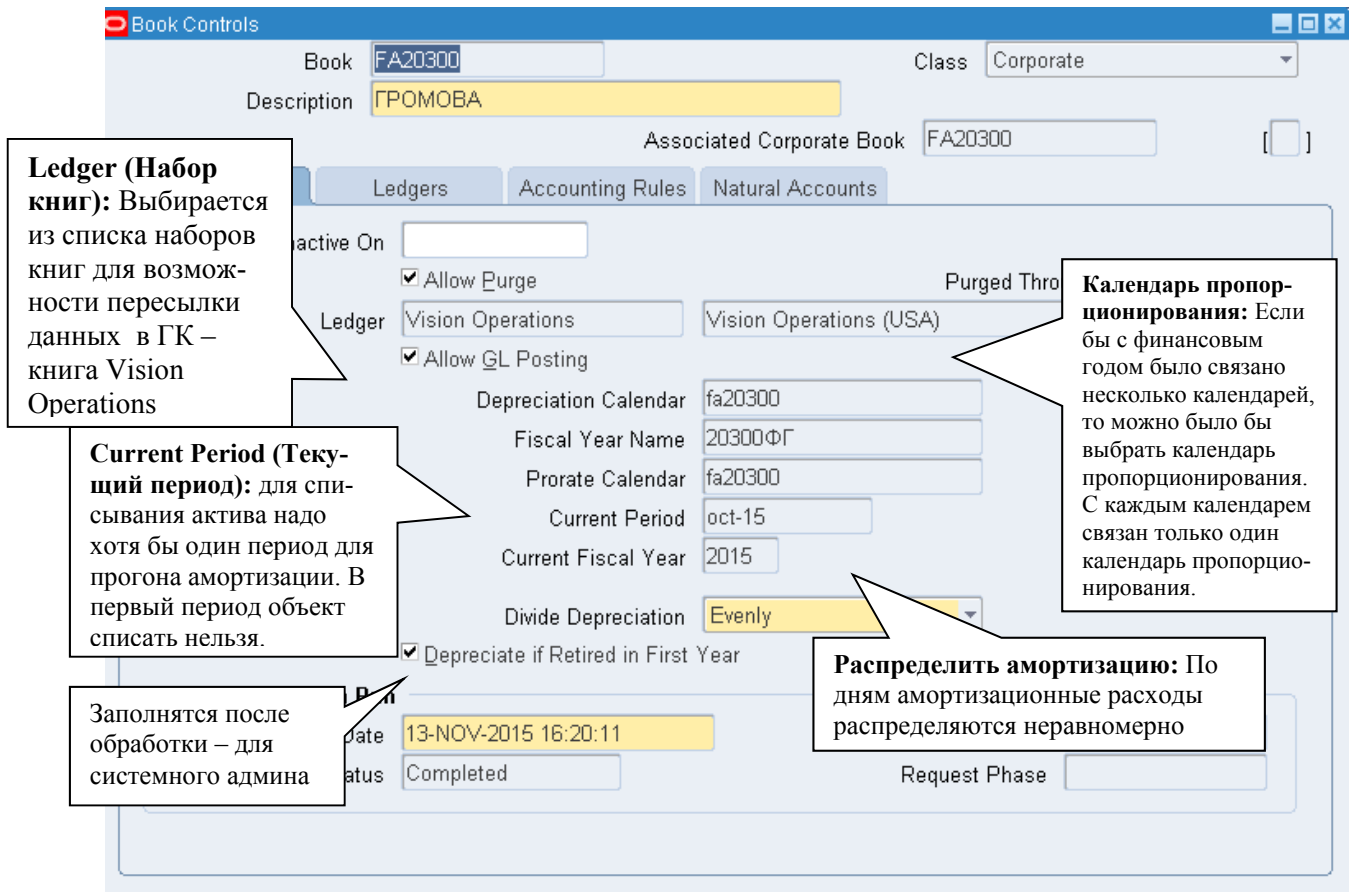 Book Controls
Book FA20300 Class Corporate
Description ГРОМОВА
Associated Corporate Book FA20300 [ ]
Ledger (Набор
книг): Выбирается
из списка наборов
книг для возмож-
ности пересылки
данных в ГК –
книга Vision
Operations
Ledgers Accounting Rules Natural Accounts
nactive On
Allow Purge Purged Thro
Ledger Vision Operations Vision Operations (USA)
Allow GL Posting
Календарь пропор-
ционирования: Если
бы с финансовым
годом было связано
несколько календарей,
то можно было бы
выбрать календарь
пропорционирования.
С каждым календарем
связан только один
календарь пропорцио-
нирования.
Depreciation Calendar fa20300
Fiscal Year Name 20300ФГ
Prorate Calendar fa20300
Current Period oct-15
Current Fiscal Year 2015
Current Period (Теку-
щий период): для спи-
сывания актива надо
хотя бы один период для
прогона амортизации. В
первый период объект
списать нельзя.
Divide Depreciation Evenly
Depreciate if Retired in First Year
Распределить амортизацию: По
дням амортизационные расходы
распределяются неравномерно
Заполнятся после
обработки – для
системного админа
Date 13-NOV-2015 16:20:11
atus Completed Request Phase